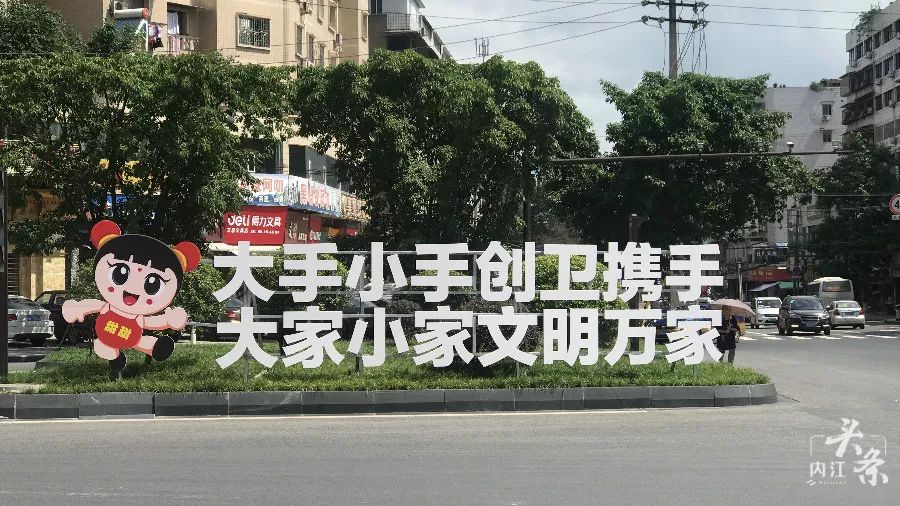 大手小手创卫携手
大家小家文明万家
甜甜
deli 得力文具
头条
内江
NEIJIANG